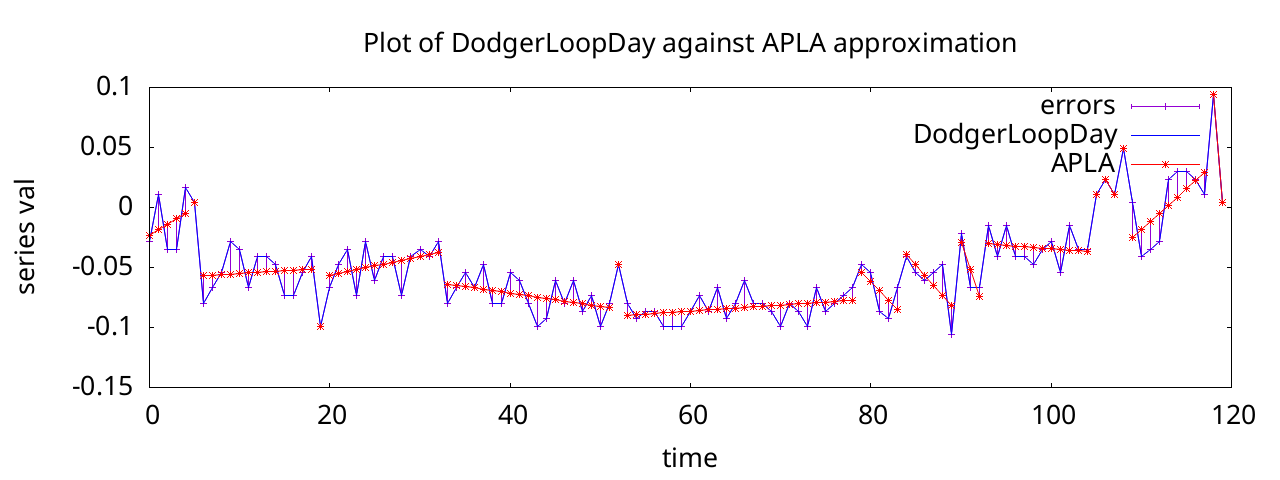 Plot of DodgerLoopDay against APLA approximation
0.1
0.05
0
-0.05
-0.1
-0.15
series val
errors
DodgerLoopDay
APLA
0 20 40 60 80 100 120
time